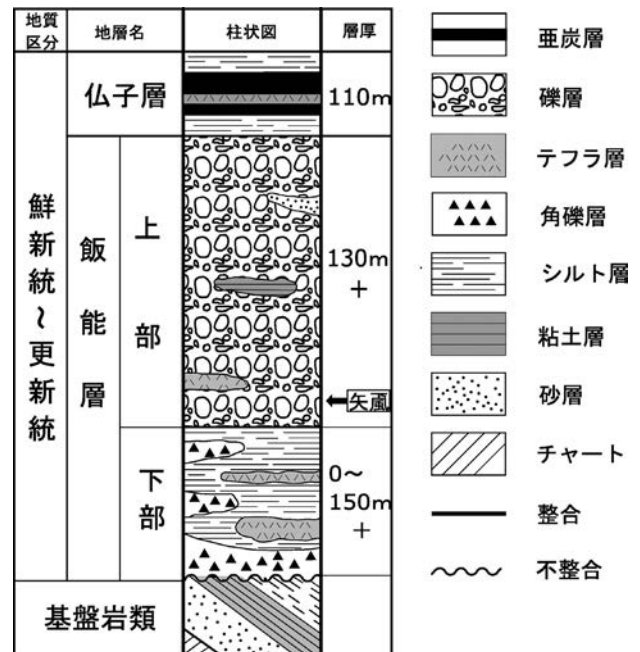 地質区分
地層名
柱状図
層厚
鮮新統～更新統
仏子層
110m
飯能層
上部
130m
+
矢颪
下部
0～
150m
+
基盤岩類
亜炭層
礫層
テフラ層
角礫層
シルト層
粘土層
砂層
チャート
整合
不整合